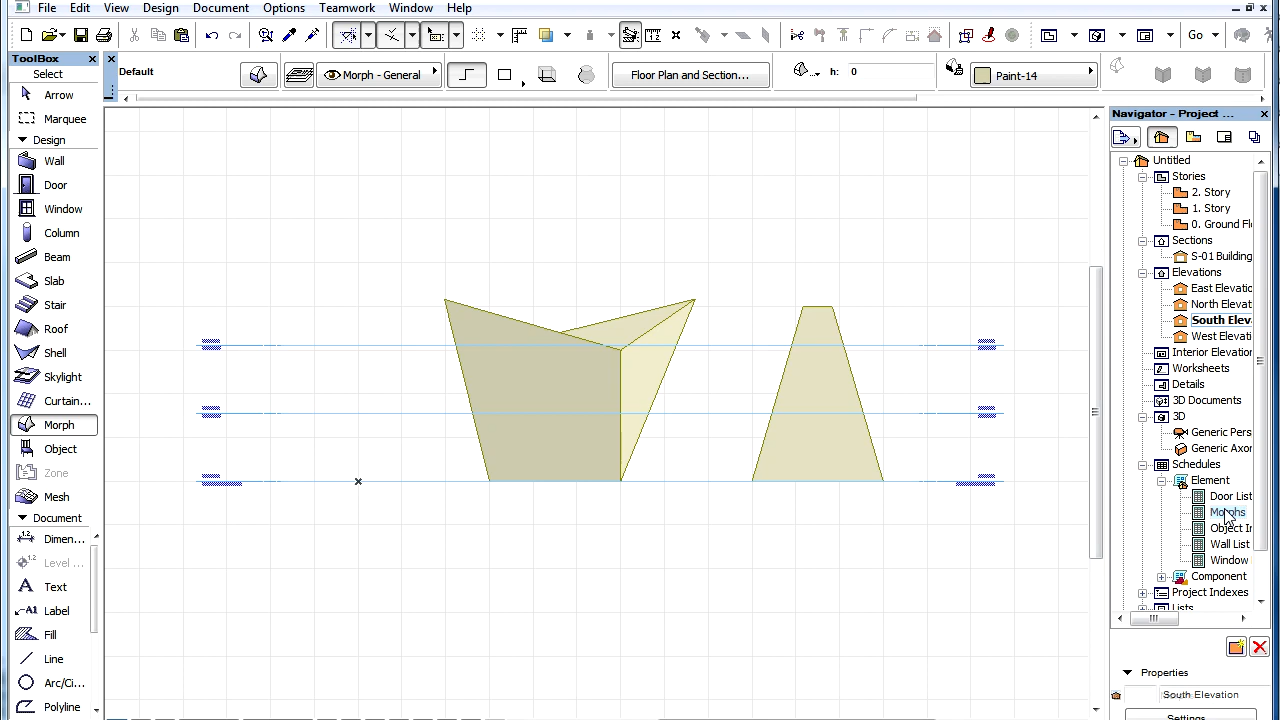 File Edit View Design Document Options Teamwork Window Help
Go
ToolBox
Default
Morph - General
Floor Plan and Section...
h: 0
Paint-14
Select
Arrow
Marquee
Design
Wall
Door
Window
Column
Beam
Slab
Stair
Roof
Shell
Skylight
Curtain...
Morph
Object
Zone
Mesh
Document
Dimen...
Level ...
Text
Label
Fill
Line
Arc/Ci...
Polyline
Navigator - Project ...
Untitled
Stories
2. Story
1. Story
0. Ground Fl
Sections
S-01 Building
Elevations
East Elevatio
North Elevat
South Elev
West Elevati
Interior Elevation
Worksheets
Details
3D Documents
3D
Generic Pers
Generic Axor
Schedules
Element
Door List
Morphs
Object In
Wall List
Window
Component
Project Indexes
Lists
Properties
South Elevation
Settings